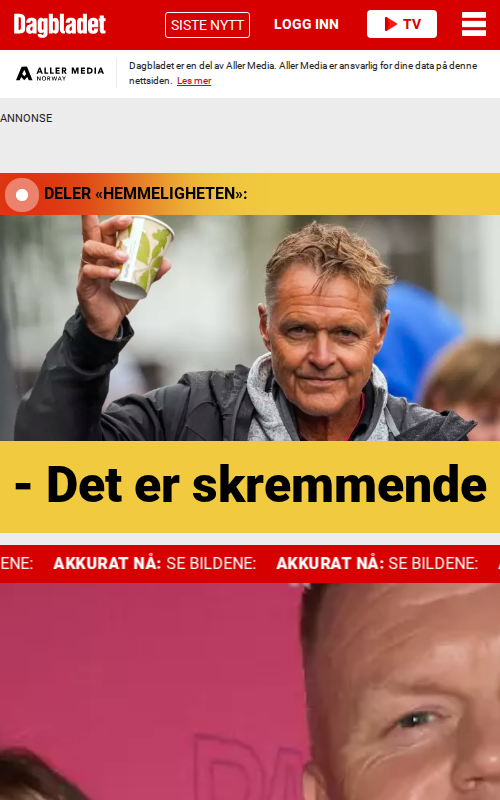 Dagbladet
SISTE NYTT
LOGG INN
TV
ALLER MEDIA
NORWAY
Dagbladet er en del av Aller Media. Aller Media er ansvarlig for dine data på denne
nettsiden. Les mer
ANNONSE
DELER «HEMMELIGHETEN»:
- Det er skremmende
ENE: AKKURAT NÅ: SE BILDENE: AKKURAT NÅ: SE BILDENE: